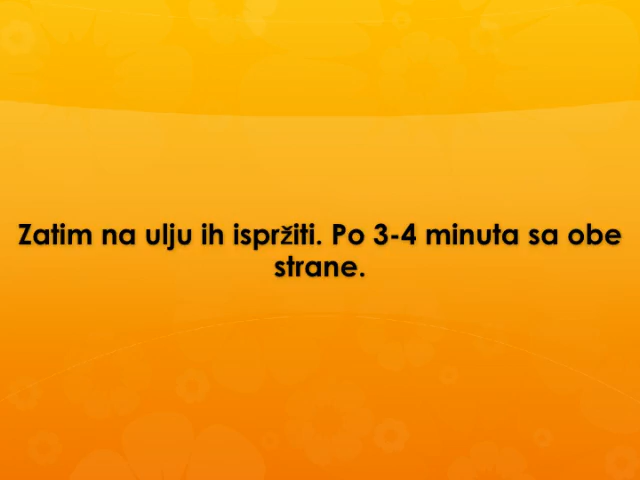 Zatim na ulju ih ispržiti. Po 3-4 minuta sa obe
strane.